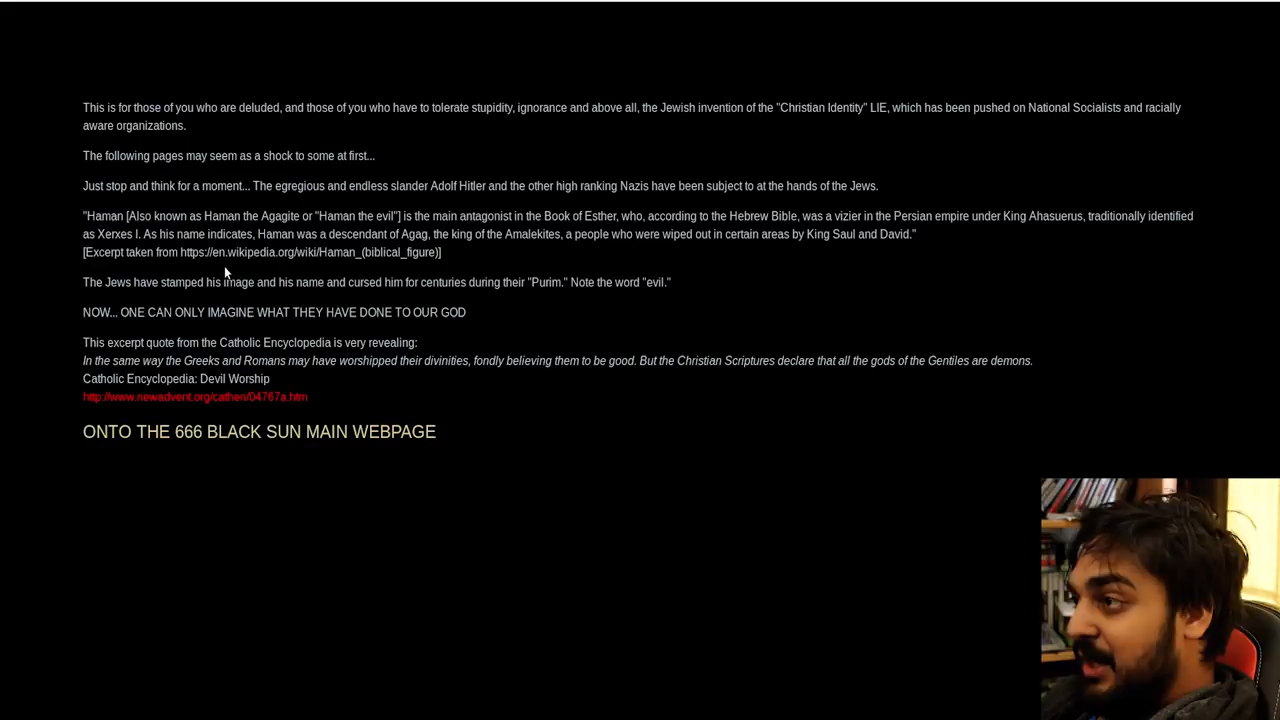 This is for those of you who are deluded, and those of you who have to tolerate stupidity, ignorance and above all, the Jewish invention of the "Christian Identity" LIE, which has been pushed on National Socialists and racially
aware organizations.
The following pages may seem as a shock to some at first...
Just stop and think for a moment... The egregious and endless slander Adolf Hitler and the other high ranking Nazis have been subject to at the hands of the Jews.
"Haman [Also known as Haman the Agagite or "Haman the evil"] is the main antagonist in the Book of Esther, who, according to the Hebrew Bible, was a vizier in the Persian empire under King Ahasuerus, traditionally identified
as Xerxes I. As his name indicates, Haman was a descendant of Agag, the king of the Amalekites, a people who were wiped out in certain areas by King Saul and David."
[Excerpt taken from https://en.wikipedia.org/wiki/Haman_(biblical_figure)]
The Jews have stamped his image and his name and cursed him for centuries during their "Purim." Note the word "evil."
NOW... ONE CAN ONLY IMAGINE WHAT THEY HAVE DONE TO OUR GOD
This excerpt quote from the Catholic Encyclopedia is very revealing:
In the same way the Greeks and Romans may have worshipped their divinities, fondly believing them to be good. But the Christian Scriptures declare that all the gods of the Gentiles are demons.
Catholic Encyclopedia: Devil Worship
http://www.newadvent.org/cathen/04767a.htm
ONTO THE 666 BLACK SUN MAIN WEBPAGE